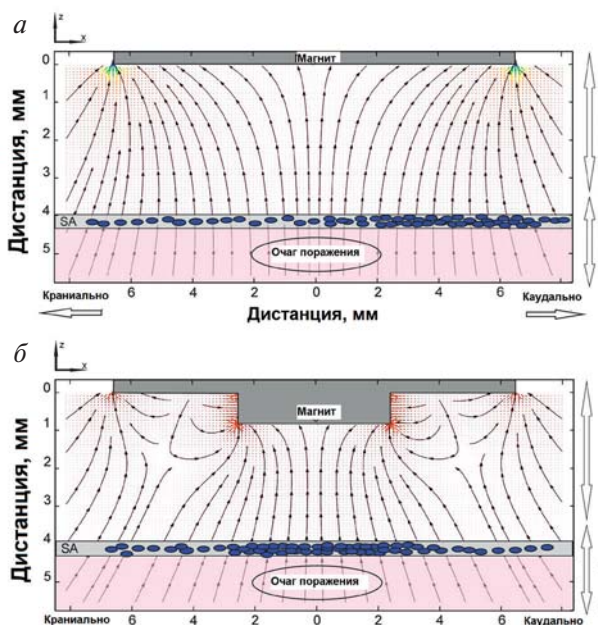 а
z
x
Магнит
0
1
2
3
4
5
Дистанция, мм
SA
Очаг поражения
Краниально
6 4 2 0 2 4 6
Каудально
Дистанция, мм
б
z
x
Магнит
0
1
2
3
4
5
Дистанция, мм
SA
Очаг поражения
Краниально
6 4 2 0 2 4 6
Каудально